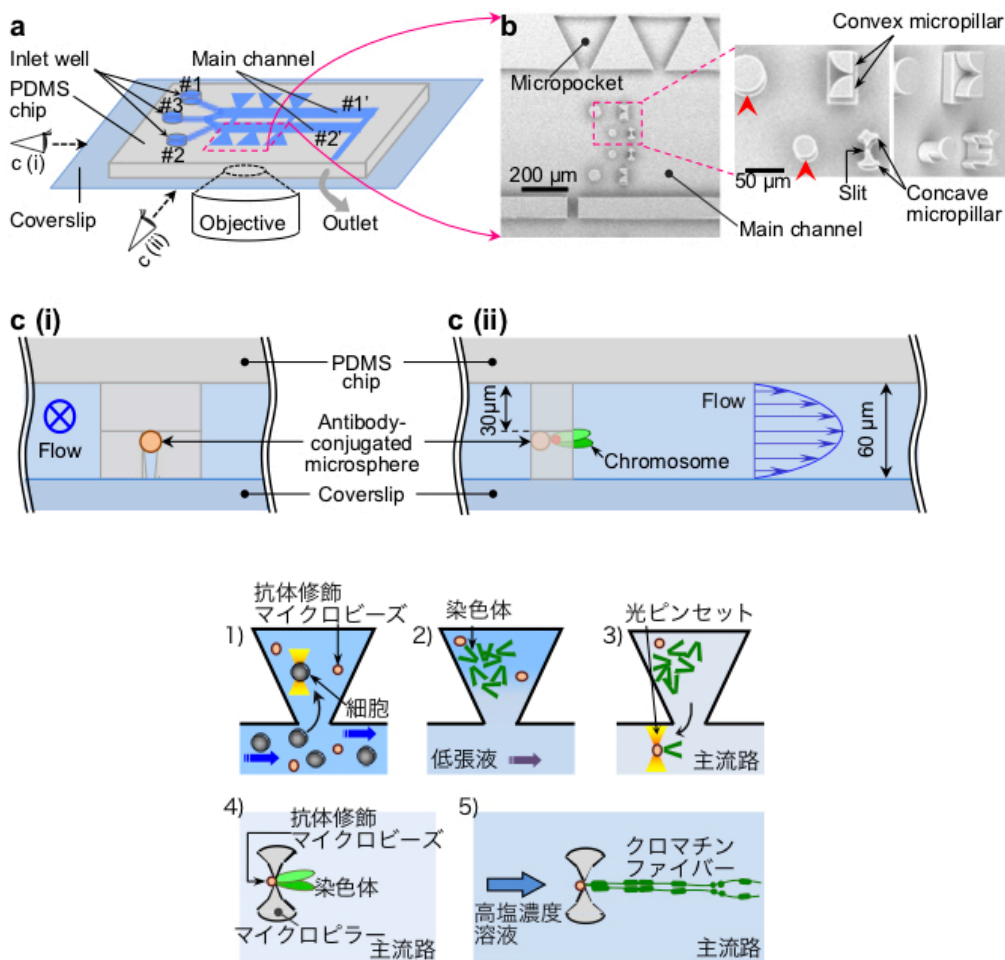 a
Inlet well
PDMS
chip
#1
#3
#2
Main channel
#1'
#2'
c (i)
Coverslip
c (ii)
Objective
Outlet
b
Micropocket
200 µm
Main channel
Convex micropillar
50 µm
Slit
Concave
micropillar
c (i)
c (ii)
PDMS
chip
Flow
Antibody-
conjugated
microsphere
Coverslip
30µm
Chromosome
Flow
60 µm
1)
抗体修飾
マイクロビーズ
細胞
2)
染色体
低張液
3)
光ピンセット
主流路
4)
抗体修飾
マイクロビーズ
染色体
マイクロピラー
主流路
5)
クロマチン
ファイバー
高塩濃度
溶液
主流路